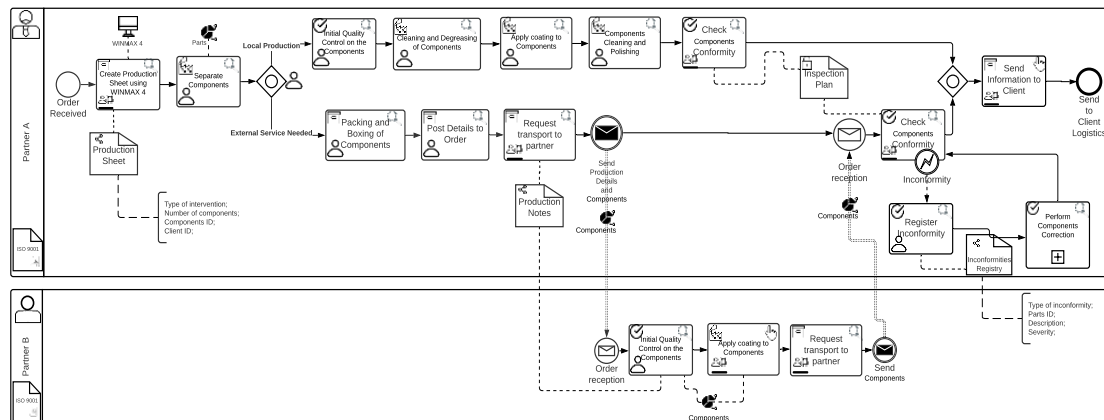 Partner A
ISO 9001
Order
Received
WINMAX 4
Create Production
Sheet using
WINMAX 4
Production
Sheet
Type of intervention;
Number of components;
Components ID;
Client ID;
Parts
Separate
Components
Local Production
External Service Needed
Initial Quality
Control on the
Components
Cleaning and Degreasing
of Components
Apply coating to
Components
Components
Cleaning and
Polishing
Check
Components
Conformity
Inspection
Plan
Send
Information to
Client
Send
to
Client
Logistics
Packing and
Boxing of
Components
Post Details to
Order
Request
transport to
partner
Production
Notes
Send
Production
Details
and
Components
Components
Order
reception
Components
Check
Components
Conformity
Inconformity
Register
Inconformity
Inconformities
Registry
Perform
Components
Correction
Type of inconformity;
Parts ID;
Description;
Severity;
Partner B
ISO 9001
Order
reception
Initial Quality
Control on the
Components
Apply coating to
Components
Components
Request
transport to
partner
Send
Components